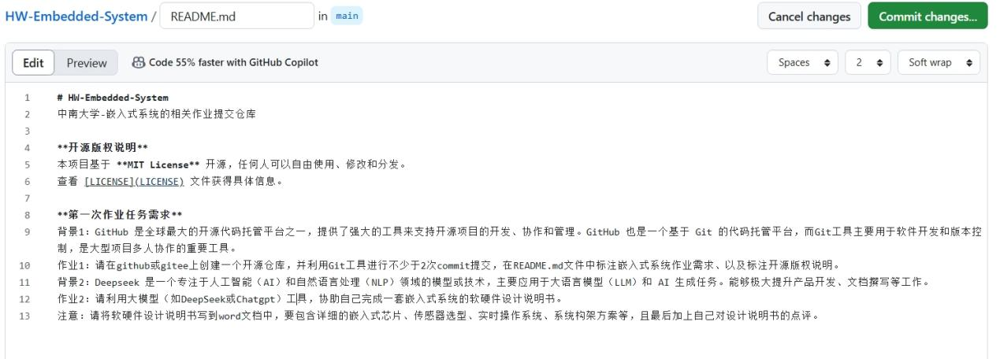 HW-Embedded-System / README.md in main Cancel changes Commit changes...
Edit Preview Code 55% faster with GitHub Copilot Spaces 2 Soft wrap
1 # HW-Embedded-System
2 中南大学-嵌入式系统的相关作业提交仓库
3
4 **开源版权说明**
5 本项目基于 **MIT License** 开源，任何人可以自由使用、修改和分发。
6 查看 [LICENSE](LICENSE) 文件获得具体信息。
7
8 **第一次作业任务需求**
9 背景1：GitHub 是全球最大的开源代码托管平台之一，提供了强大的工具来支持开源项目的开发、协作和管理。GitHub 也是一个基于 Git 的代码托管平台，而Git工具主要用于软件开发和版本控
制，是大型项目多人协作的重要工具。
10 作业1：请在github或gitee上创建一个开源仓库，并利用Git工具进行不少于2次commit提交，在README.md文件中标注嵌入式系统作业需求、以及标注开源版权说明。
11 背景2：Deepseek 是一个专注于人工智能（AI）和自然语言处理（NLP）领域的模型或技术，主要应用于大语言模型（LLM）和 AI 生成任务。能够极大提升产品开发、文档撰写等工作。
12 作业2：请利用大模型（如DeepSeek或Chatgpt）工具，协助自己完成一套嵌入式系统的软硬件设计说明书。
13 注意：请将软硬件设计说明书写到word文档中，要包含详细的嵌入式芯片、传感器选型、实时操作系统、系统构架方案等，且最后加上自己对设计说明书的点评。